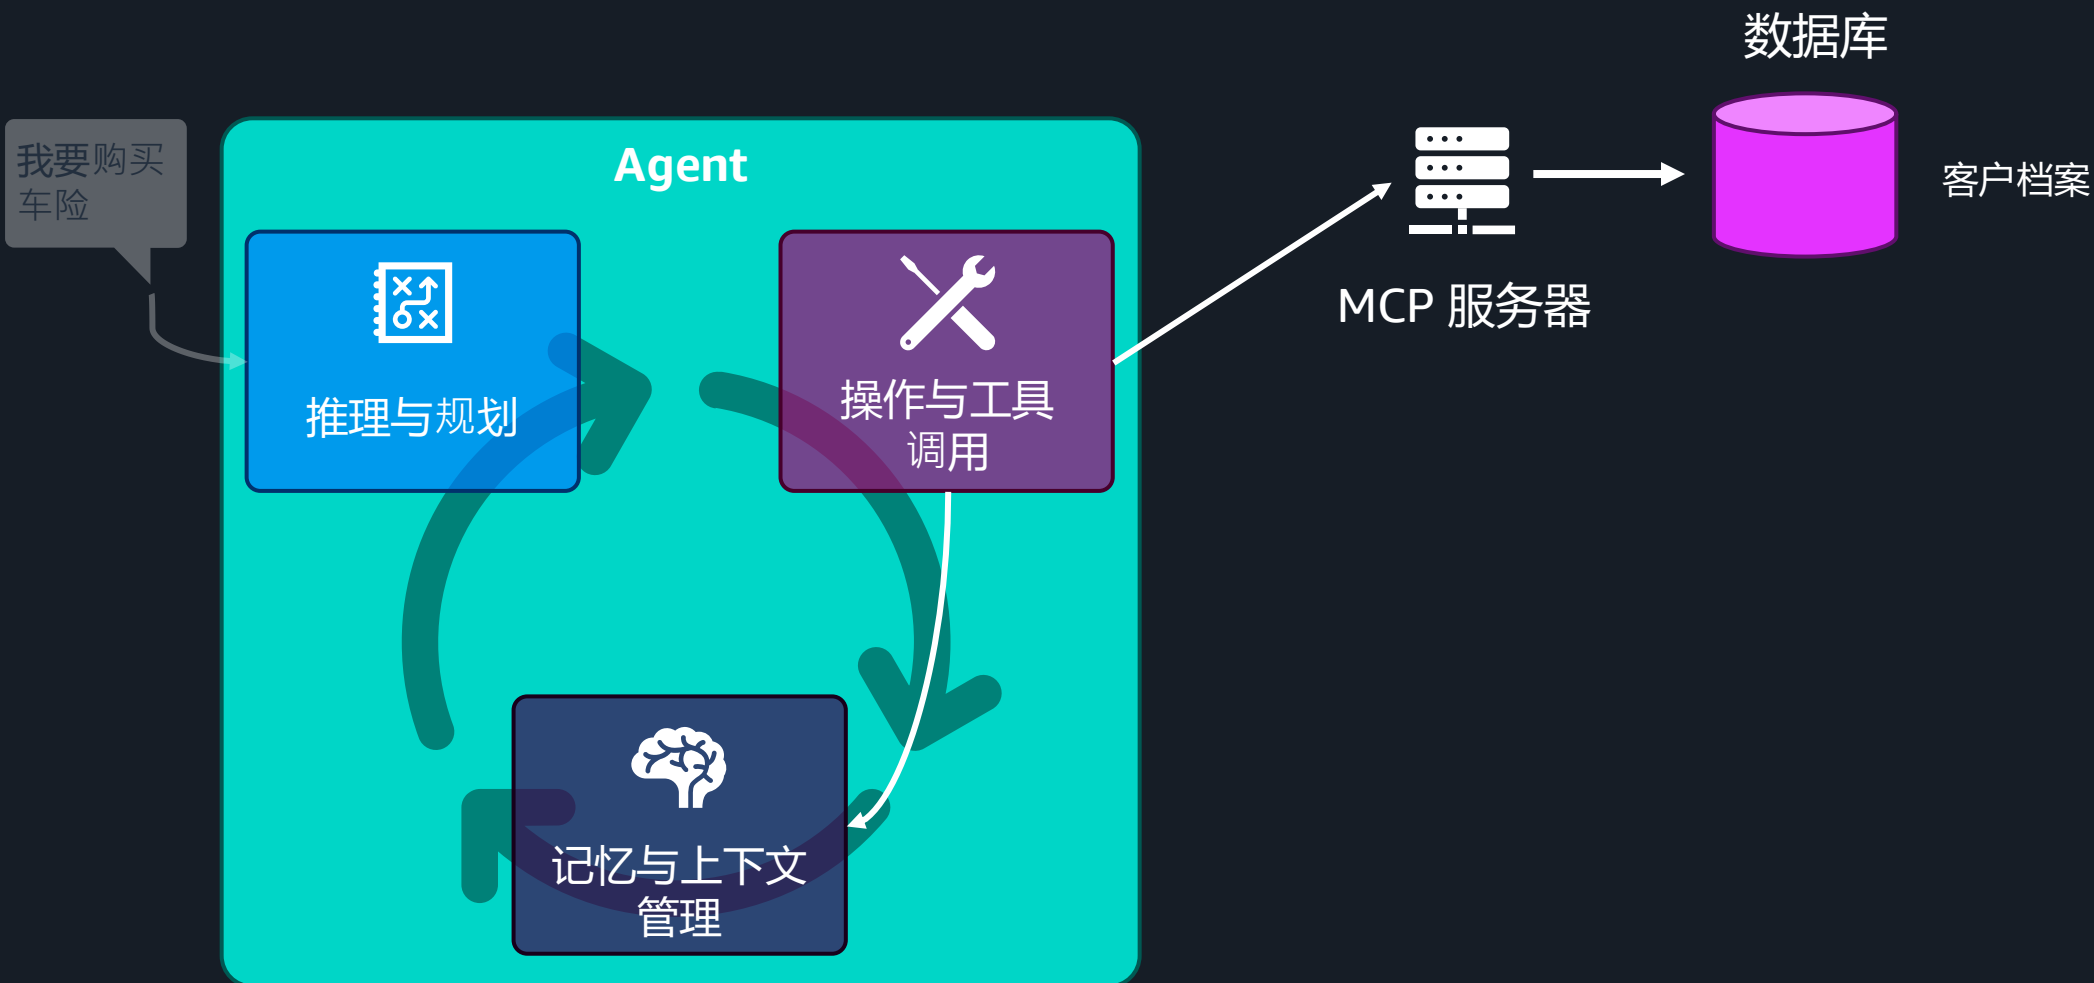 数据库
我要购买
车险
Agent
客户档案
MCP 服务器
推理与规划
操作与工具
调用
记忆与上下文
管理